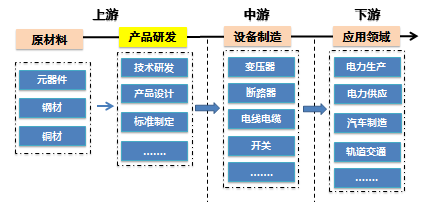 上游
中游
下游
原材料
产品研发
设备制造
应用领域
元器件
钢材
铜材
技术研发
产品设计
标准制定
.......
变压器
断路器
电线电缆
开关
.......
电力生产
电力供应
汽车制造
轨道交通
.......